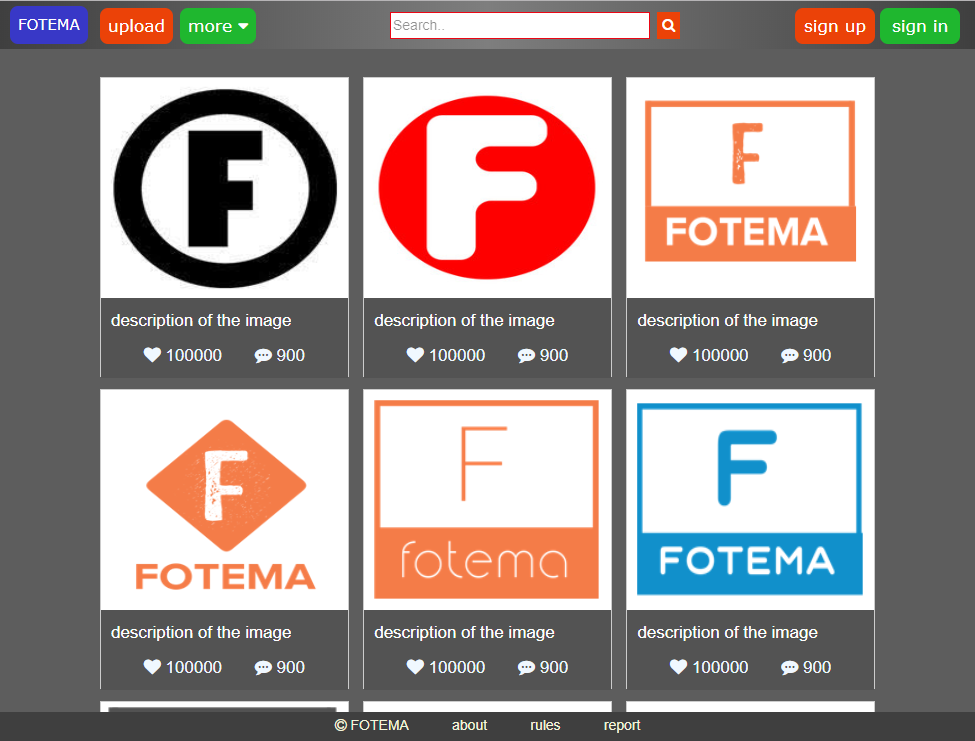 FOTEMA upload more Search.. sign up sign in
F F F
FOTEMA
description of the image description of the image description of the image
100000 900 100000 900 100000 900
F F F
FOTEMA fotema FOTEMA
description of the image description of the image description of the image
100000 900 100000 900 100000 900
© FOTEMA about rules report